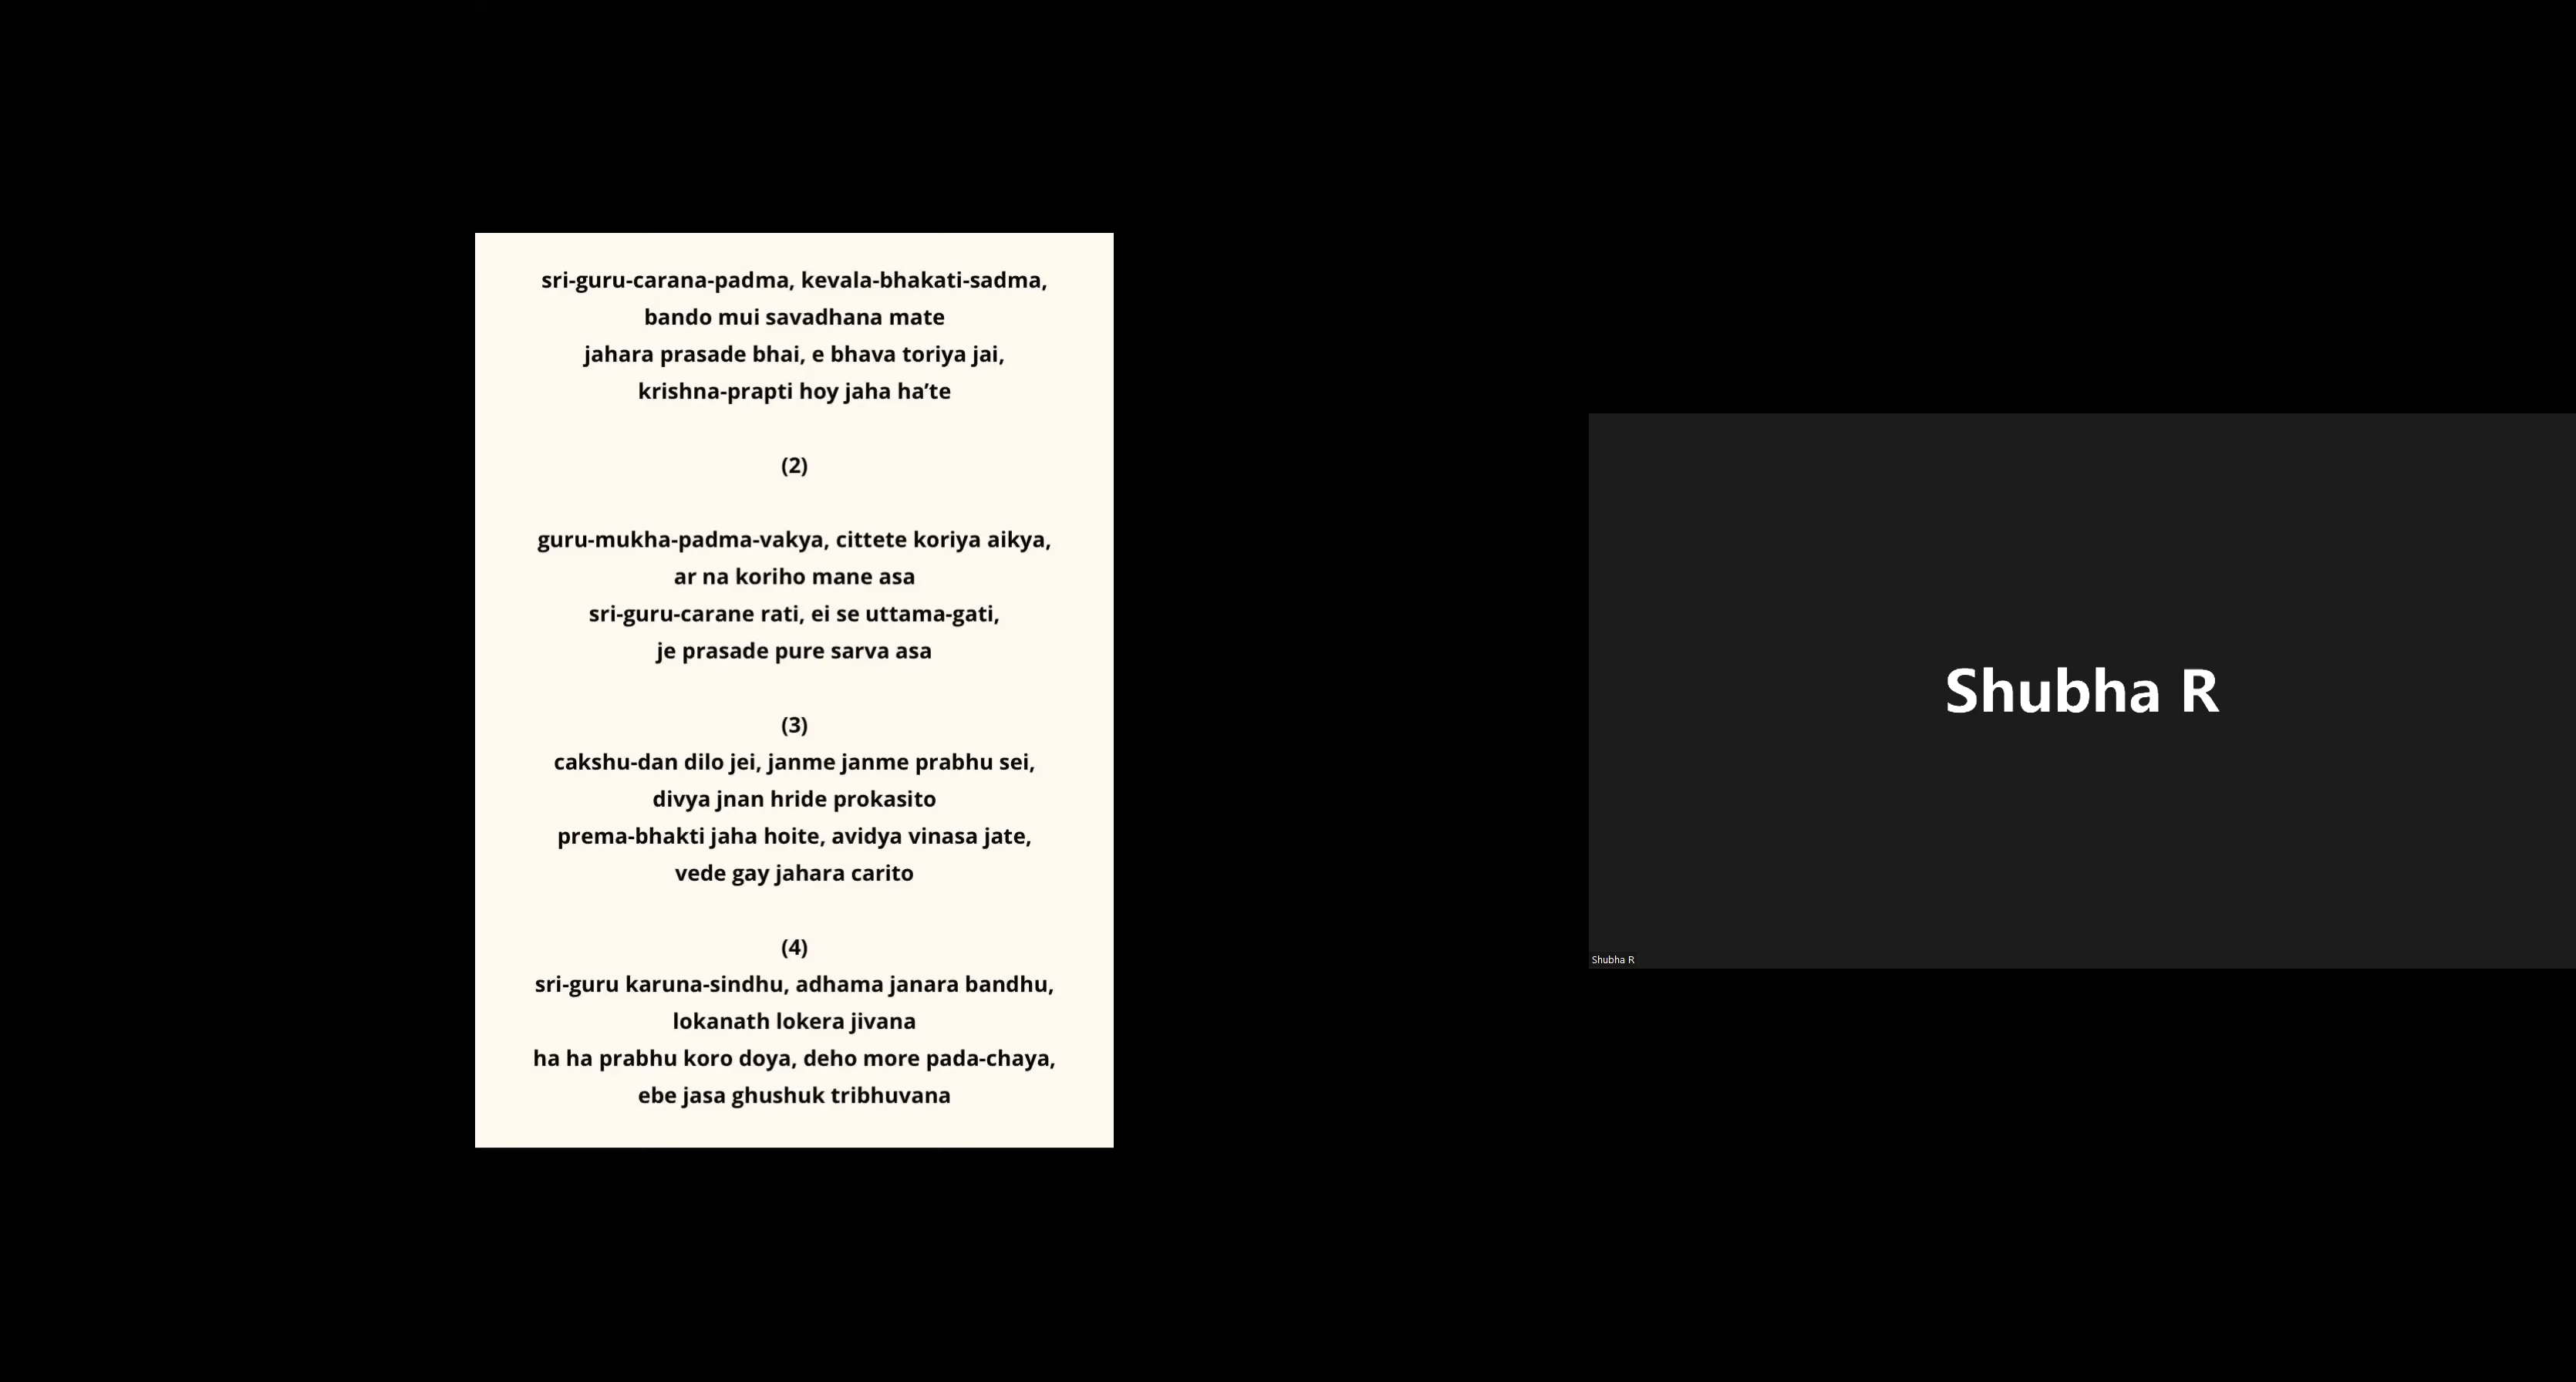 sri-guru-carana-padma, kevala-bhakati-sadma,
bando mui savadhana mate
jahara prasade bhai, e bhava toriya jai,
krishna-prapti hoy jaha ha’te
(2)
guru-mukha-padma-vakya, cittete koriya aikya,
ar na koriho mane asa
sri-guru-carane rati, ei se uttama-gati,
je prasade pure sarva asa
(3)
cakshu-dan dilo jei, janme janme prabhu sei,
divya jnan hride prokasito
prema-bhakti jaha hoite, avidya vinasa jate,
vede gay jahara carito
(4)
sri-guru karuna-sindhu, adhama janara bandhu,
lokanath lokera jivana
ha ha prabhu koro doya, deho more pada-chaya,
ebe jasa ghushuk tribhuvana
Shubha R
Shubha R